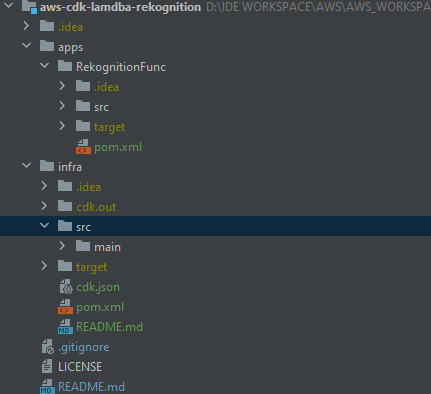 aws-cdk-lamdba-rekognition D:\IDE WORKSPACE\AWS\AWS_WORKSPA
.idea
apps
RekognitionFunc
.idea
src
target
pom.xml
infra
.idea
cdk.out
src
main
target
cdk.json
pom.xml
README.md
.gitignore
LICENSE
README.md